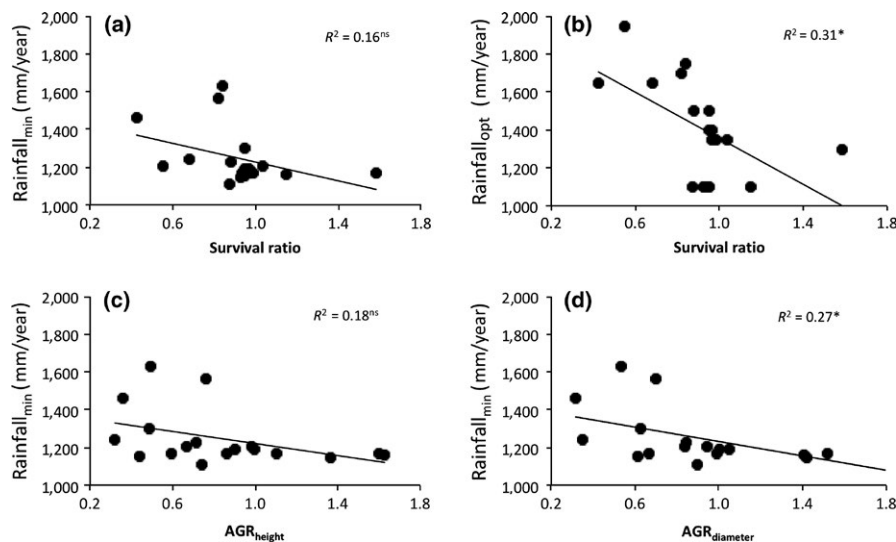 (a)
R² = 0.16ns
Rainfallmin (mm/year)
2,000
1,800
1,600
1,400
1,200
1,000
0.2 0.6 1.0 1.4 1.8
Survival ratio
(b)
R² = 0.31*
Rainfallopt (mm/year)
2,000
1,800
1,600
1,400
1,200
1,000
0.2 0.6 1.0 1.4 1.8
Survival ratio
(c)
R² = 0.18ns
Rainfallmin (mm/year)
2,000
1,800
1,600
1,400
1,200
1,000
0.2 0.6 1.0 1.4 1.8
AGRheight
(d)
R² = 0.27*
Rainfallmin (mm/year)
2,000
1,800
1,600
1,400
1,200
1,000
0.2 0.6 1.0 1.4 1.8
AGRdiameter